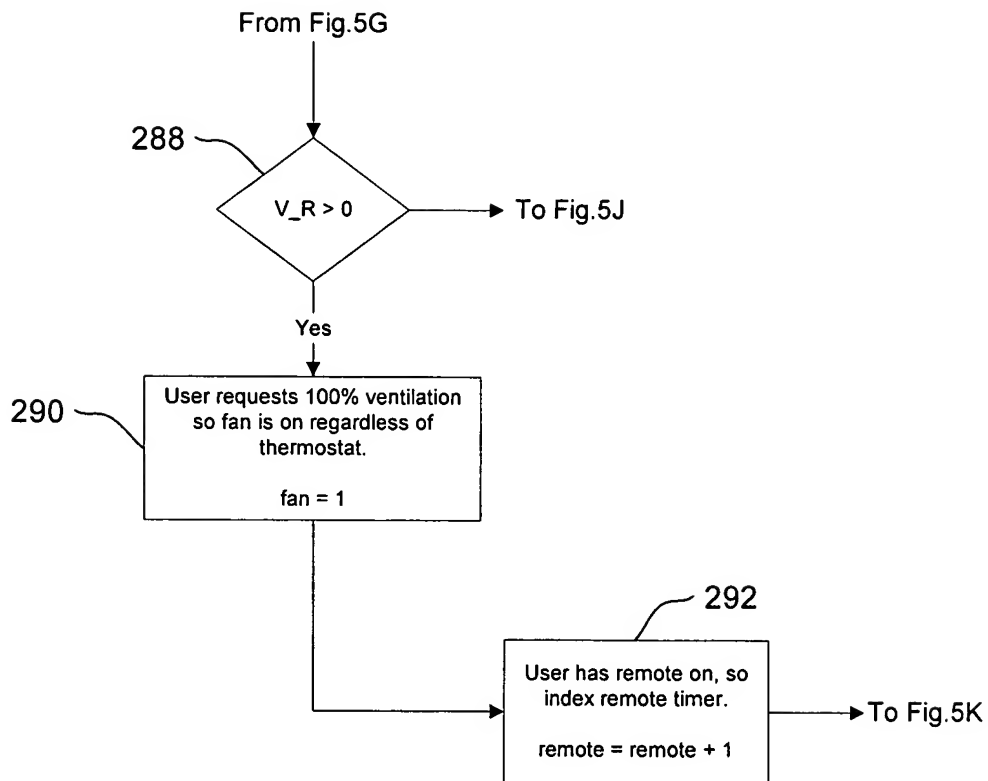 From Fig.5G
288
V_R > 0
To Fig.5J
Yes
290
User requests 100% ventilation
so fan is on regardless of
thermostat.
fan = 1
292
User has remote on, so
index remote timer.
remote = remote + 1
To Fig.5K